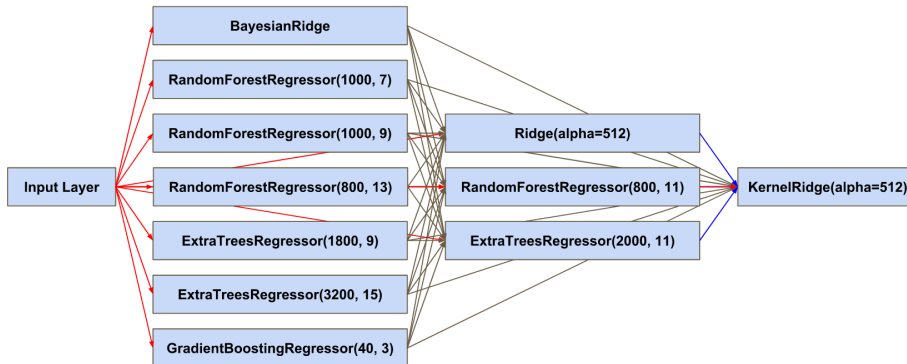 Input Layer
BayesianRidge
RandomForestRegressor(1000, 7)
RandomForestRegressor(1000, 9)
RandomForestRegressor(800, 13)
ExtraTreesRegressor(1800, 9)
ExtraTreesRegressor(3200, 15)
GradientBoostingRegressor(40, 3)
Ridge(alpha=512)
RandomForestRegressor(800, 11)
ExtraTreesRegressor(2000, 11)
KernelRidge(alpha=512)